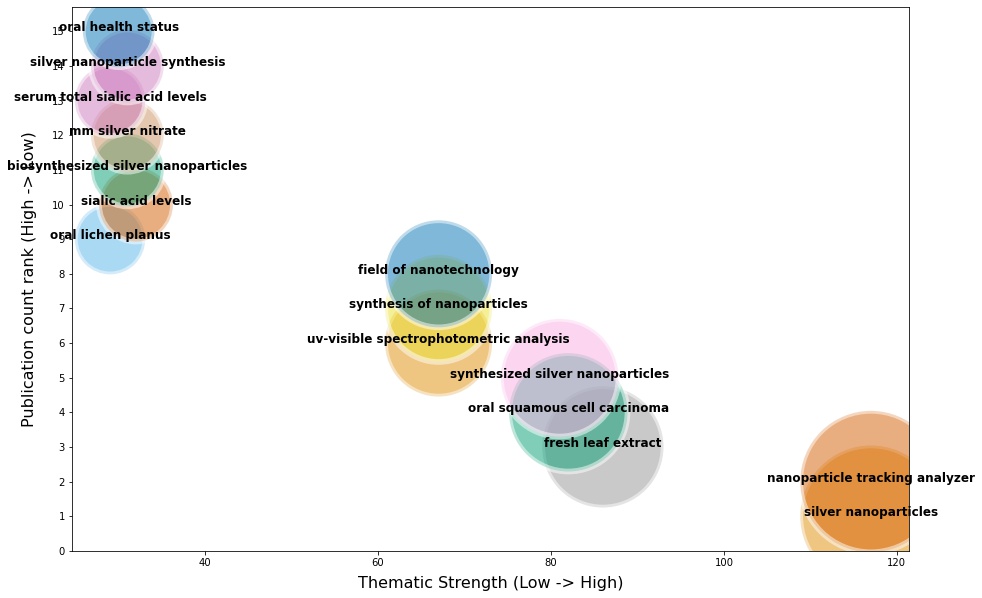 oral health status
15
silver nanoparticle synthesis
14
serum total sialic acid levels
13
mm silver nitrate
12
biosynthesized silver nanoparticles
11
sialic acid levels
10
oral lichen planus
9
field of nanotechnology
8
synthesis of nanoparticles
7
uv-visible spectrophotometric analysis
6
synthesized silver nanoparticles
5
oral squamous cell carcinoma
4
fresh leaf extract
3
nanoparticle tracking analyzer
2
silver nanoparticles
1
0
Publication count rank (High -> Low)
40 60 80 100 120
Thematic Strength (Low -> High)